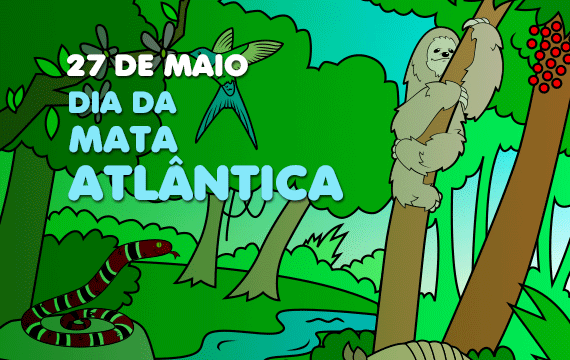 27 DE MAIO
DIA DA
MATA
ATLÂNTICA